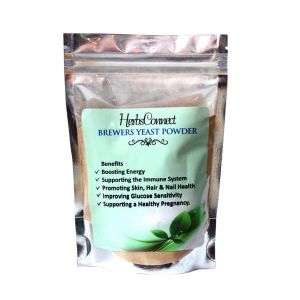 HerbsConnect
BREWERS YEAST POWDER
Benefits
✓ Boosting Energy
✓ Supporting the Immune System
✓ Promoting Skin, Hair & Nail Health
✓ Improving Glucose Sensitivity
✓ Supporting a Healthy Pregnancy.